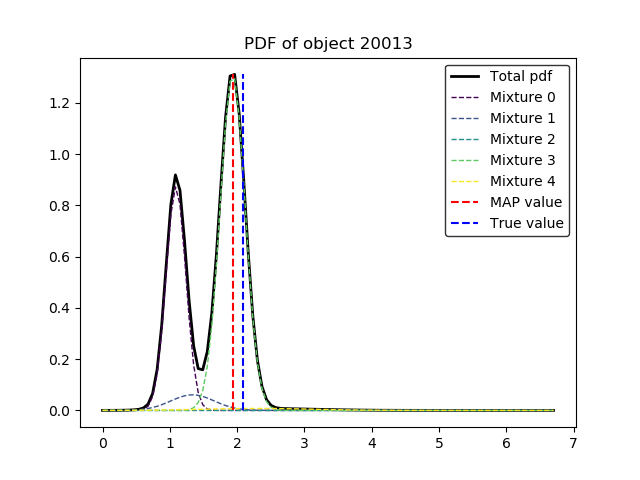 PDF of object 20013
Total pdf
Mixture 0
Mixture 1
Mixture 2
Mixture 3
Mixture 4
MAP value
True value
1.2
1.0
0.8
0.6
0.4
0.2
0.0
0 1 2 3 4 5 6 7